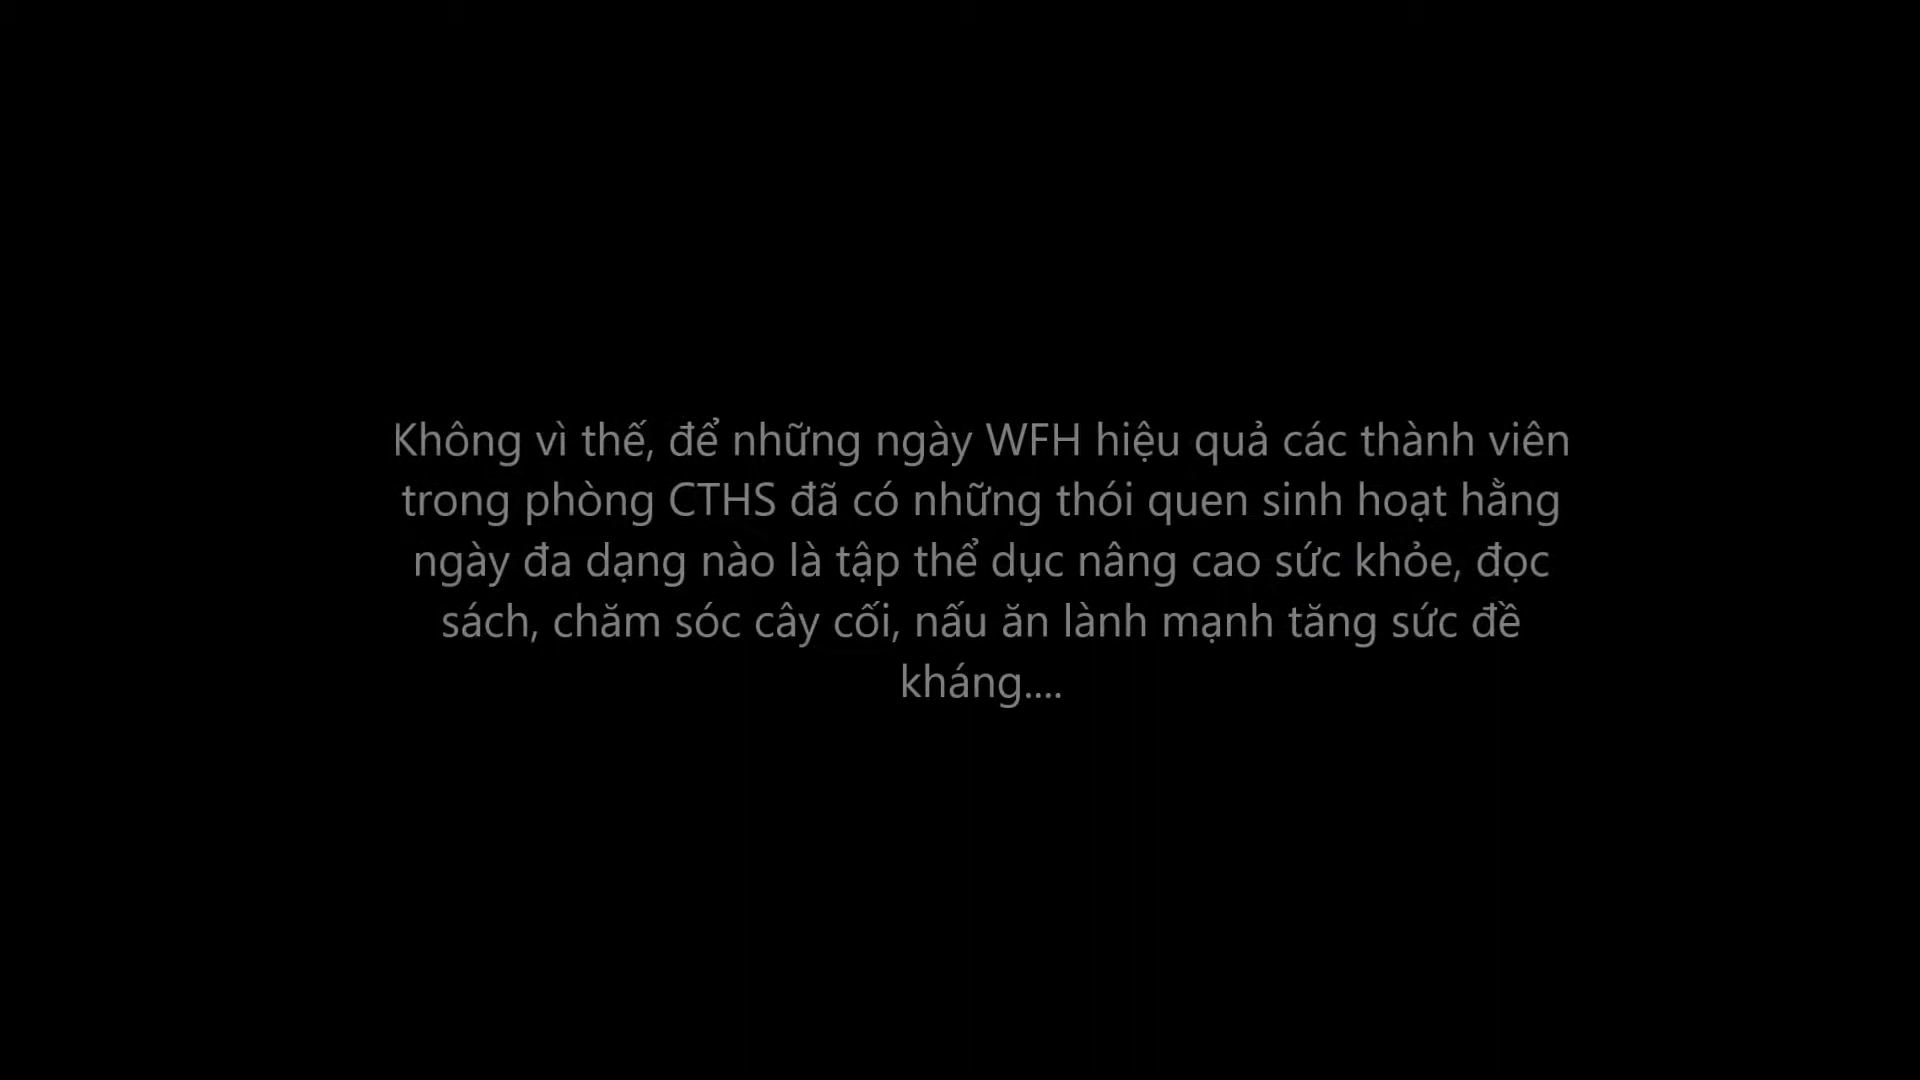 Không vì thế, để những ngày WFH hiệu quả các thành viên
trong phòng CTHS đã có những thói quen sinh hoạt hằng
ngày đa dạng nào là tập thể dục nâng cao sức khỏe, đọc
sách, chăm sóc cây cối, nấu ăn lành mạnh tăng sức đề
kháng....